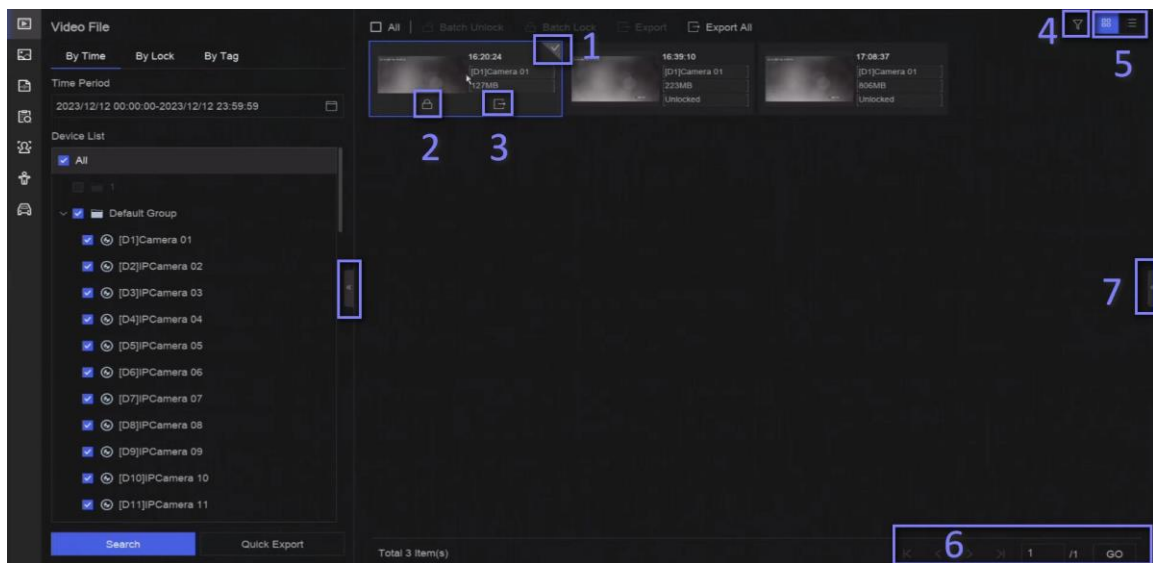 Video File
By Time By Lock By Tag
Time Period
2023/12/12 00:00:00-2023/12/12 23:59:59
Device List
All
1
Default Group
[D1]Camera 01
[D2]IPCamera 02
[D3]IPCamera 03
[D4]IPCamera 04
[D5]IPCamera 05
[D6]IPCamera 06
[D7]IPCamera 07
[D8]IPCamera 08
[D9]IPCamera 09
[D10]IPCamera 10
[D11]IPCamera 11
Search Quick Export
All Batch Unlock Batch Lock Export Export All
16:20:24
[D1]Camera 01
127MB
16:39:10
[D1]Camera 01
223MB
Unlocked
17:08:37
[D1]Camera 01
806MB
Unlocked
1
2
3
4
5
6
7
Total 3 Item(s)
1 /1 GO